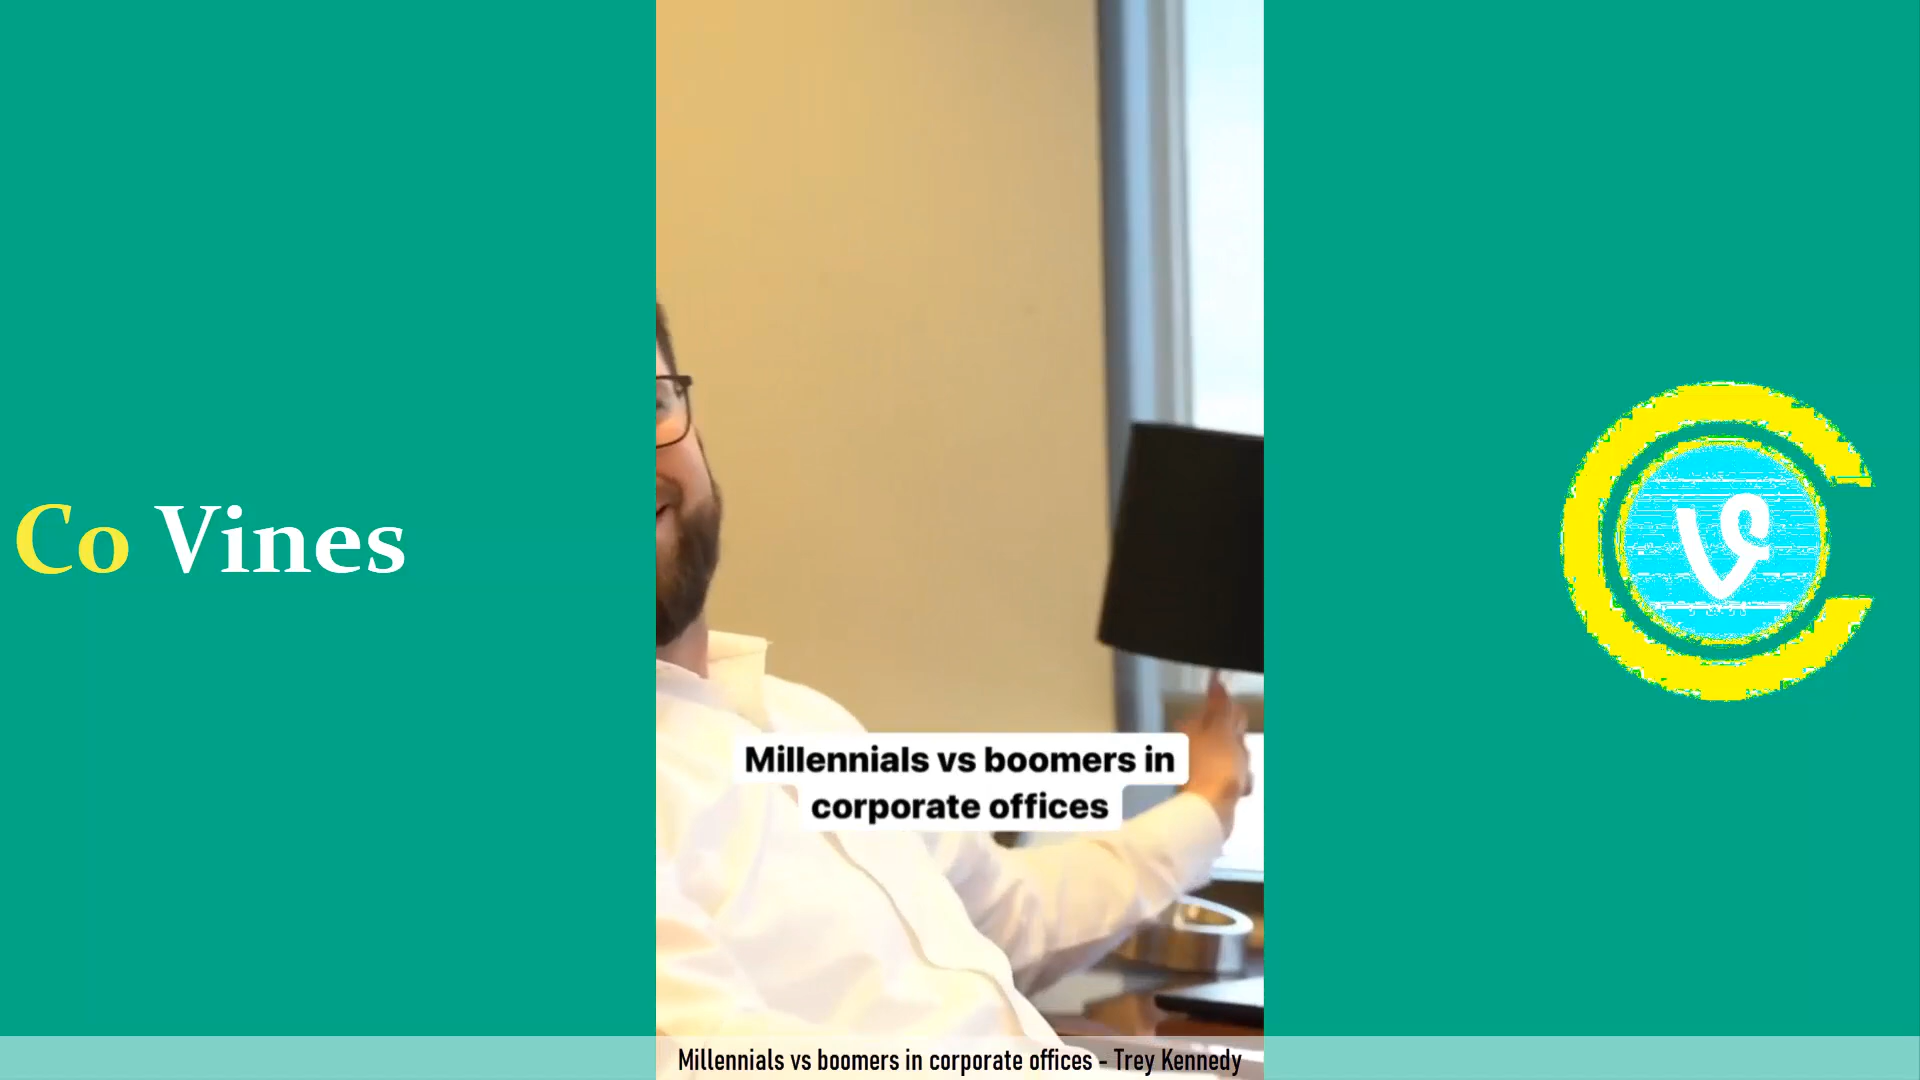 Co Vines
Millennials vs boomers in
corporate offices
Millennials vs boomers in corporate offices - Trey Kennedy